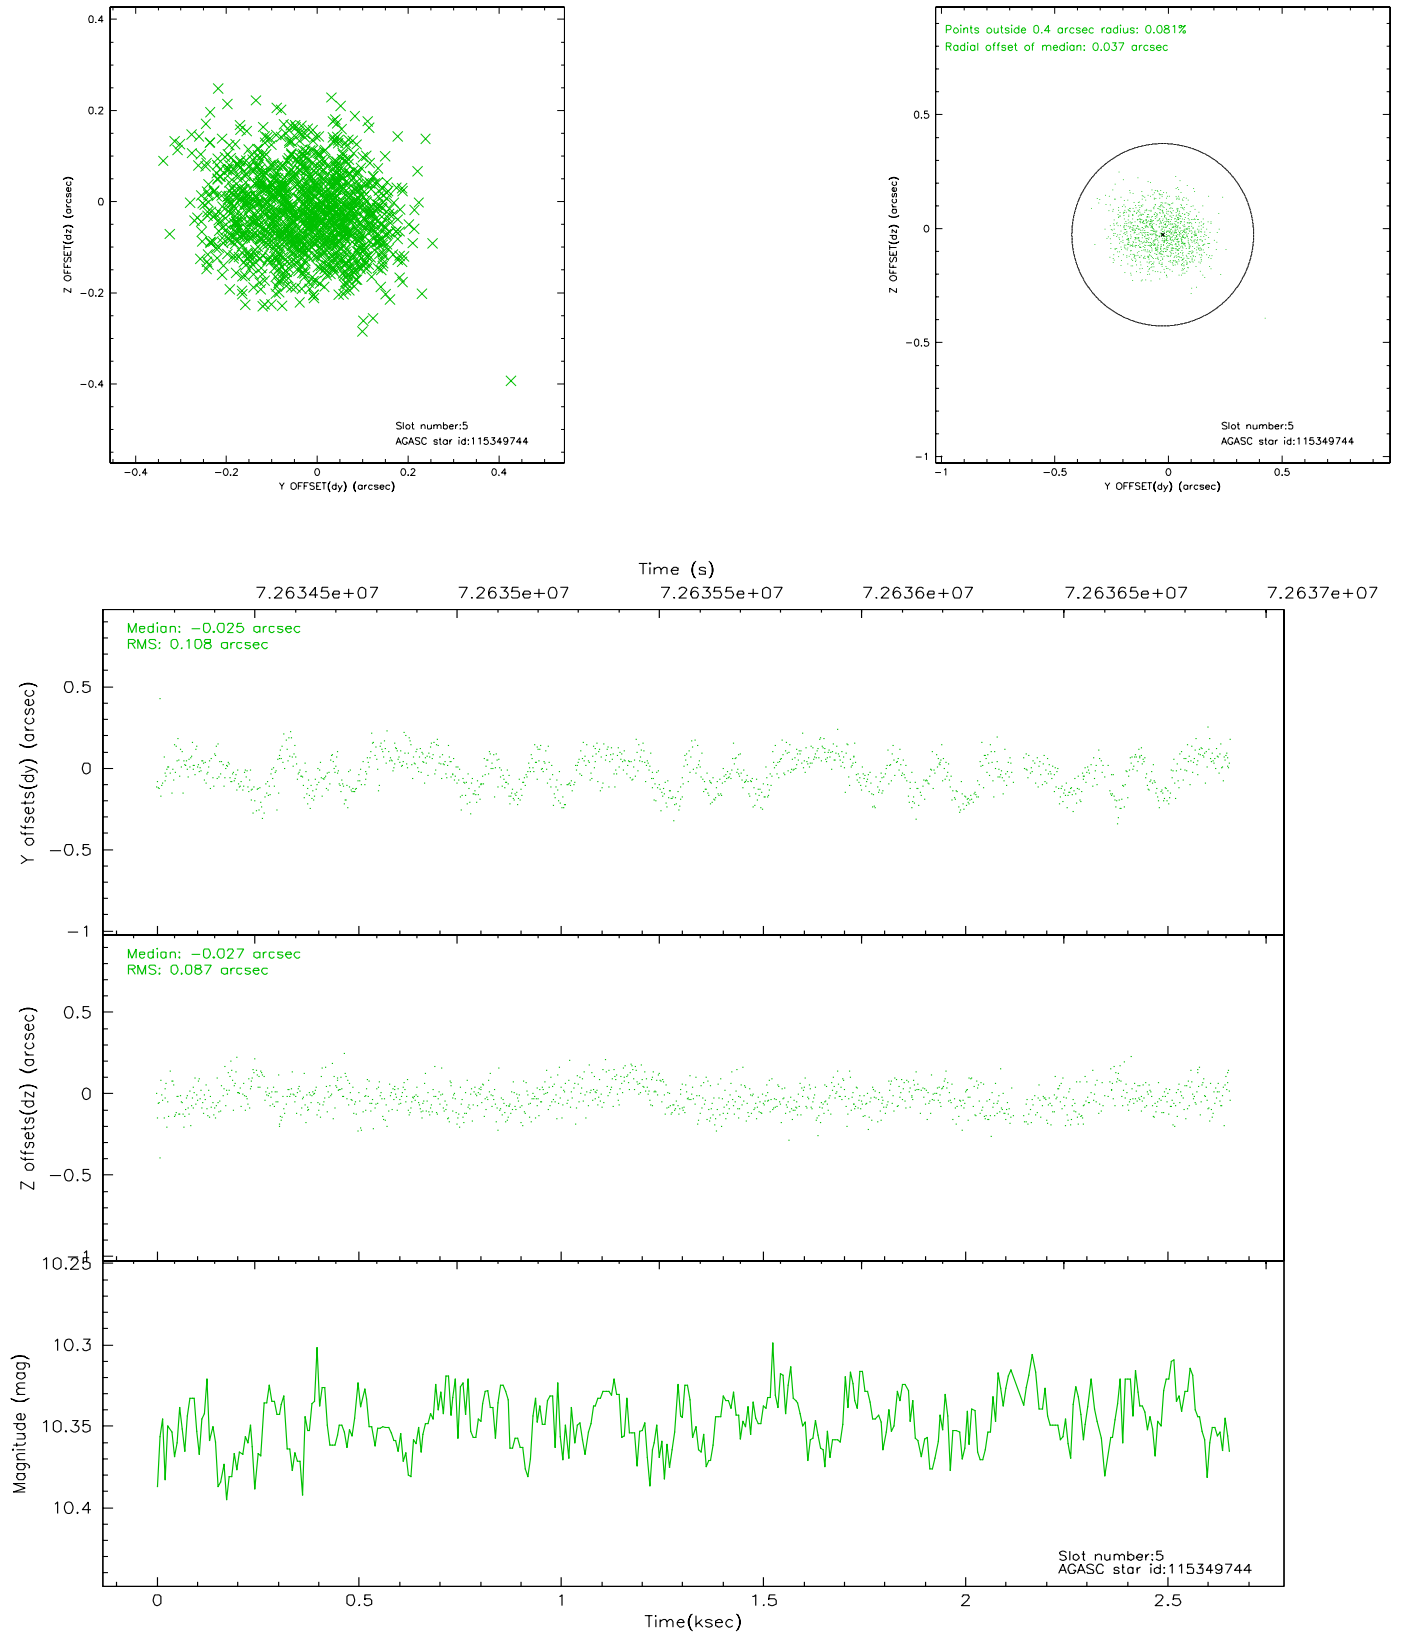 0.4
0.2
0
−0.2
−0.4
Z OFFSET(dz) (arcsec)
Slot number:5
AGASC star id:115349744
−0.4 −0.2 0 0.2 0.4
Y OFFSET(dy) (arcsec)
Points outside 0.4 arcsec radius: 0.081%
Radial offset of median: 0.037 arcsec
0.5
0
−0.5
−1
Z OFFSET(dz) (arcsec)
Slot number:5
AGASC star id:115349744
−1 −0.5 0 0.5
Y OFFSET(dy) (arcsec)
Time (s)
7.26345e+07 7.2635e+07 7.26355e+07 7.2636e+07 7.26365e+07 7.2637e+07
Median: −0.025 arcsec
RMS: 0.108 arcsec
0.5
0
−0.5
−1
Y offsets(dy) (arcsec)
Median: −0.027 arcsec
RMS: 0.087 arcsec
0.5
0
−0.5
−1
Z offsets(dz) (arcsec)
10.25
10.3
10.35
10.4
Magnitude (mag)
Slot number:5
AGASC star id:115349744
0 0.5 1 1.5 2 2.5
Time(ksec)